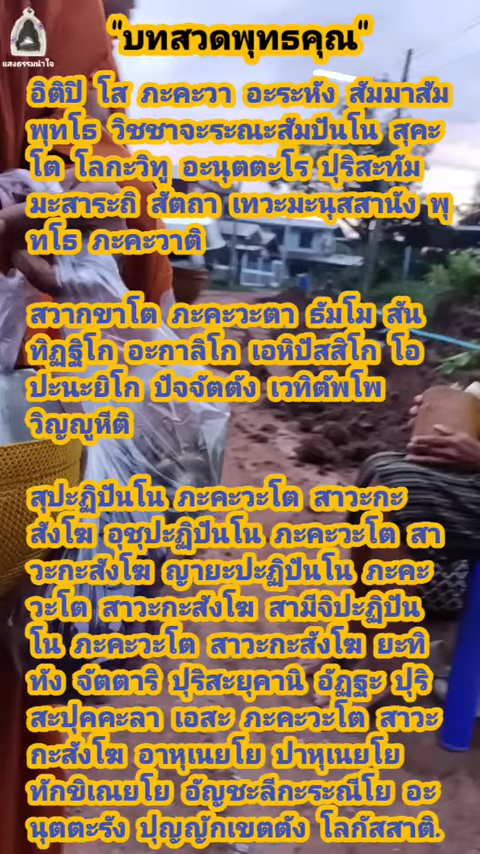 แสงธรรมนำใจ
"บทสวดพุทธคุณ"
อิติปิ โส ภะคะวา อะระหัง สัมมาสัม
พุทโธ วิชชาจะระณะสัมปันโน สุคะ
โต โลกะวิทู อะนุตตะโร ปุริสะทัม
มะสาระถิ สัตถา เทวะมะนุสสานัง พุ
ทโธ ภะคะวาติ
สวากขาโต ภะคะวะตา ธัมโม สัน
ทิฏฐิโก อะกาลิโก เอหิปัสสิโก โอ
ปะนะยิโก ปัจจัตตัง เวทิตัพโพ
วิญญูหีติ
สุปะฏิปันโน ภะคะวะโต สาวะกะ
สังโฆ อุชุปะฏิปันโน ภะคะวะโต สา
วะกะสังโฆ ญายะปะฏิปันโน ภะคะ
วะโต สาวะกะสังโฆ สามีจิปะฏิปัน
โน ภะคะวะโต สาวะกะสังโฆ ยะทิ
ทัง จัตตาริ ปุริสะยุคานิ อัฏฐะ ปุริ
สะปุคคะลา เอสะ ภะคะวะโต สาวะ
กะสังโฆ อาหุเนยโย ปาหุเนยโย
ทักขิเณยโย อัญชะลีกะระณีโย อะ
นุตตะรัง ปุญญักเขตตัง โลกัสสาติ.